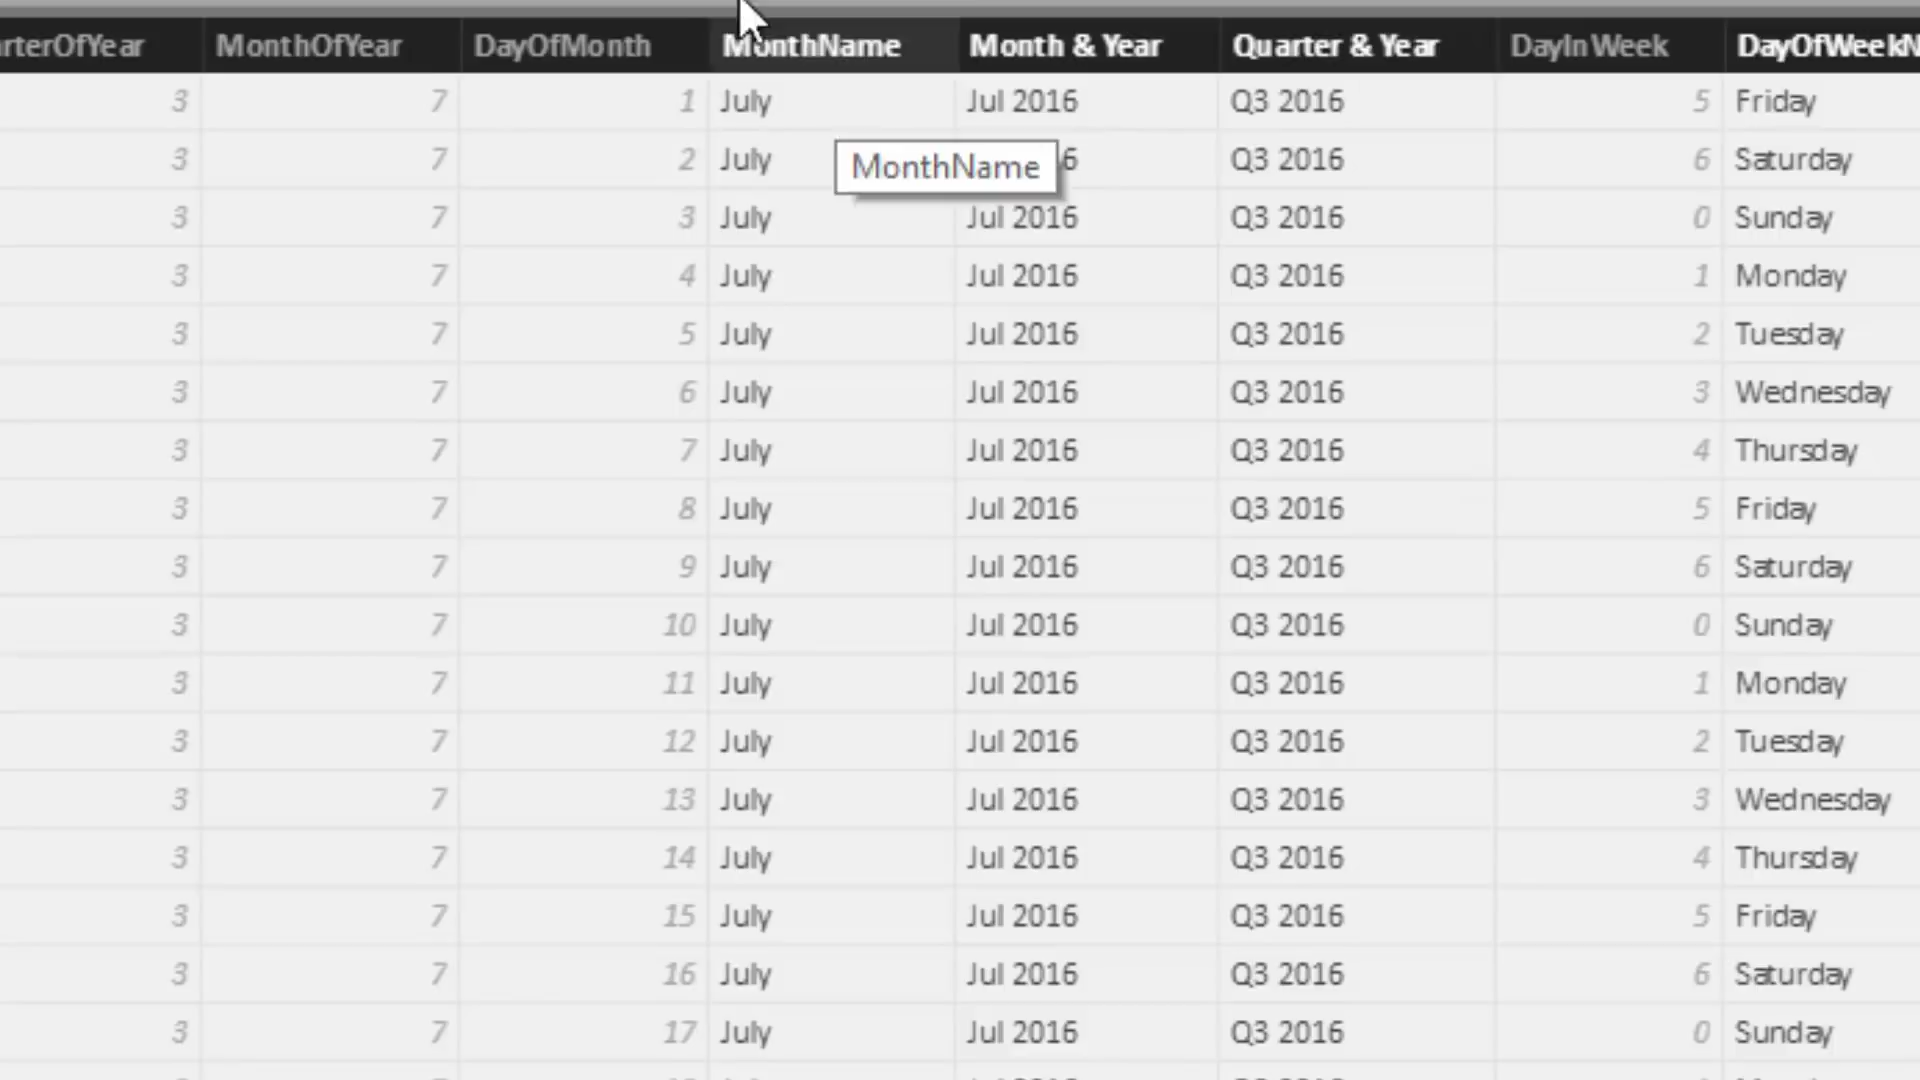 rterOfYear MonthOfYear DayOfMonth MonthName Month & Year Quarter & Year DayInWeek DayOfWeekN
3 7 1 July Jul 2016 Q3 2016 5 Friday
3 7 2 July 6 Q3 2016 6 Saturday
MonthName
3 7 3 July Jul 2016 Q3 2016 0 Sunday
3 7 4 July Jul 2016 Q3 2016 1 Monday
3 7 5 July Jul 2016 Q3 2016 2 Tuesday
3 7 6 July Jul 2016 Q3 2016 3 Wednesday
3 7 7 July Jul 2016 Q3 2016 4 Thursday
3 7 8 July Jul 2016 Q3 2016 5 Friday
3 7 9 July Jul 2016 Q3 2016 6 Saturday
3 7 10 July Jul 2016 Q3 2016 0 Sunday
3 7 11 July Jul 2016 Q3 2016 1 Monday
3 7 12 July Jul 2016 Q3 2016 2 Tuesday
3 7 13 July Jul 2016 Q3 2016 3 Wednesday
3 7 14 July Jul 2016 Q3 2016 4 Thursday
3 7 15 July Jul 2016 Q3 2016 5 Friday
3 7 16 July Jul 2016 Q3 2016 6 Saturday
3 7 17 July Jul 2016 Q3 2016 0 Sunday